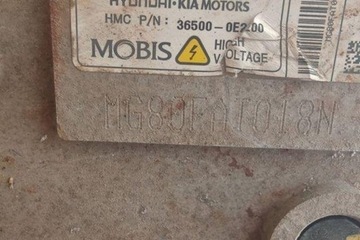 HYUNDAI·KIA MOTORS
HMC P/N : 36500-0E200
MOBIS HIGH VOLTAGE
MG80FAT018N